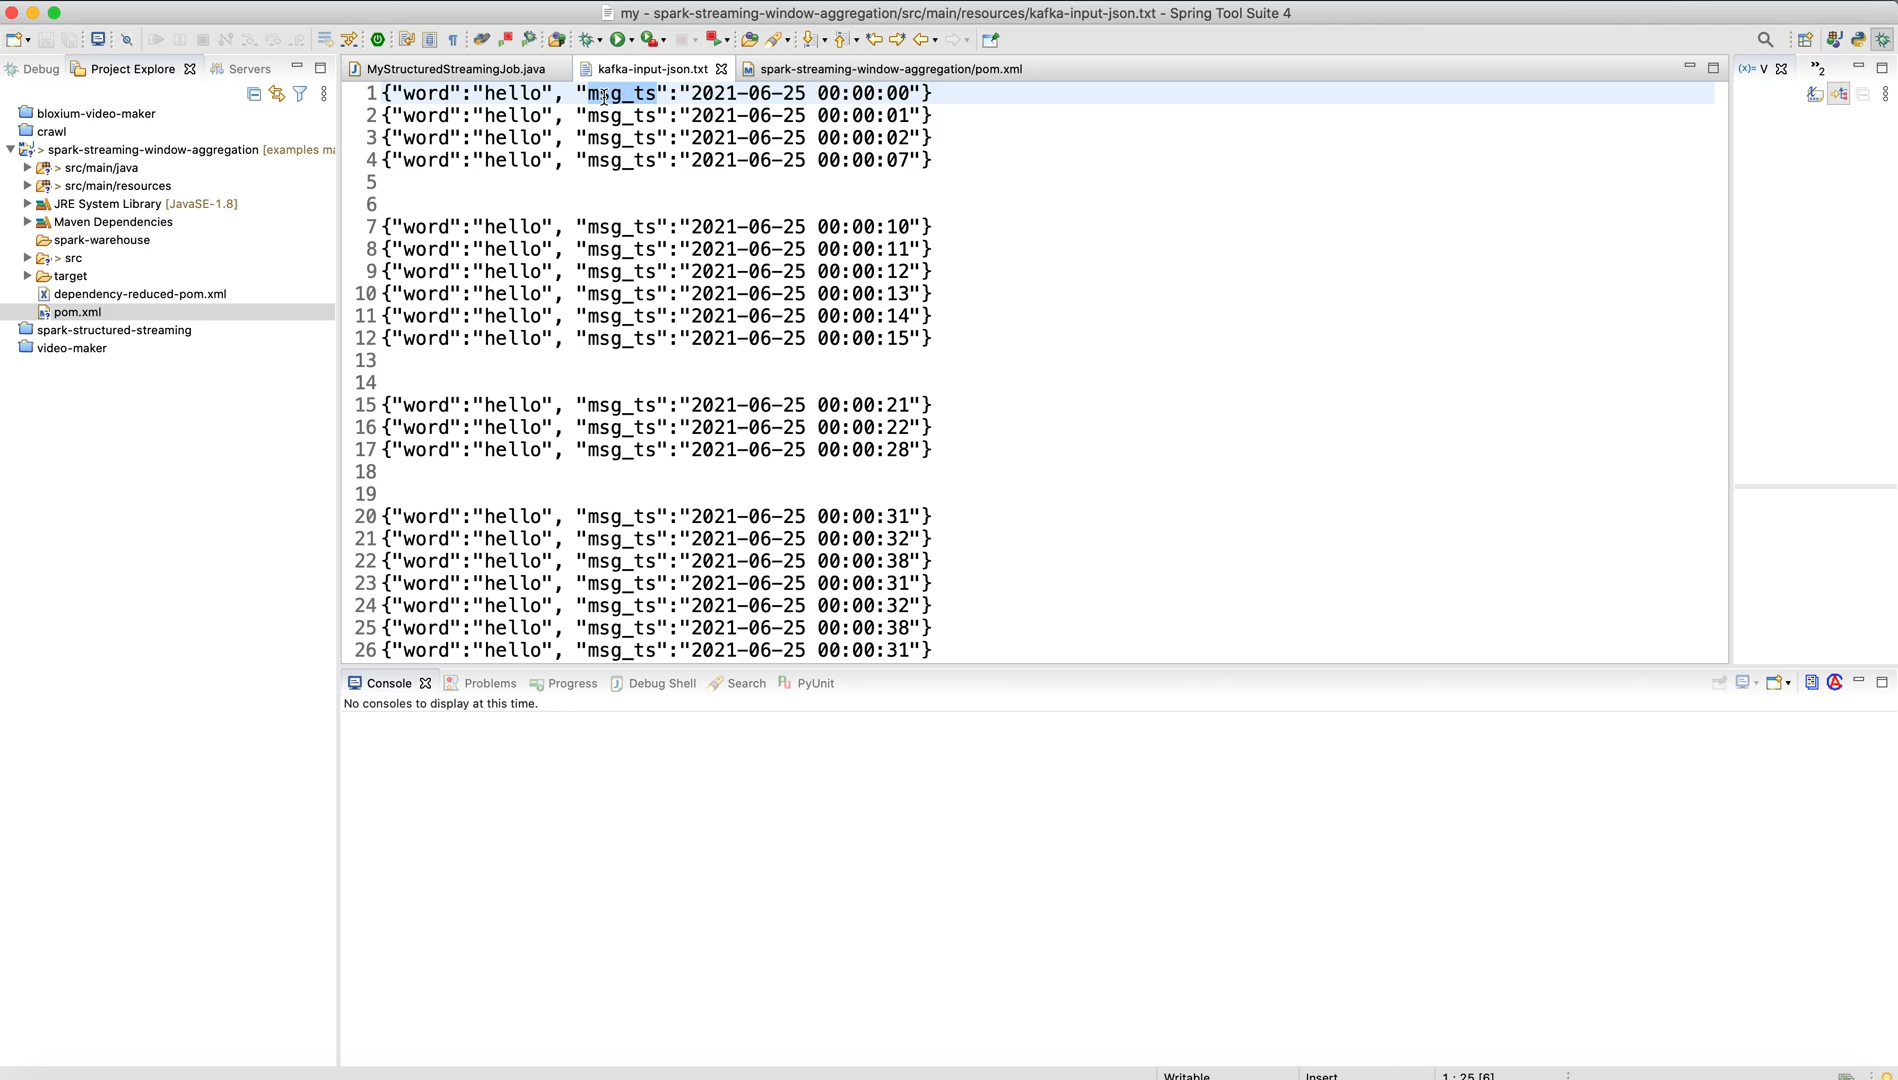 my - spark-streaming-window-aggregation/src/main/resources/kafka-input-json.txt - Spring Tool Suite 4
Debug
Project Explore
Servers
bloxium-video-maker
crawl
> spark-streaming-window-aggregation [examples ma
> src/main/java
> src/main/resources
JRE System Library [JavaSE-1.8]
Maven Dependencies
spark-warehouse
> src
target
dependency-reduced-pom.xml
pom.xml
spark-structured-streaming
video-maker
MyStructuredStreamingJob.java
kafka-input-json.txt
spark-streaming-window-aggregation/pom.xml
(x)= V
2
1 {"word":"hello", "msg_ts":"2021-06-25 00:00:00"}
2 {"word":"hello", "msg_ts":"2021-06-25 00:00:01"}
3 {"word":"hello", "msg_ts":"2021-06-25 00:00:02"}
4 {"word":"hello", "msg_ts":"2021-06-25 00:00:07"}
5
6
7 {"word":"hello", "msg_ts":"2021-06-25 00:00:10"}
8 {"word":"hello", "msg_ts":"2021-06-25 00:00:11"}
9 {"word":"hello", "msg_ts":"2021-06-25 00:00:12"}
10 {"word":"hello", "msg_ts":"2021-06-25 00:00:13"}
11 {"word":"hello", "msg_ts":"2021-06-25 00:00:14"}
12 {"word":"hello", "msg_ts":"2021-06-25 00:00:15"}
13
14
15 {"word":"hello", "msg_ts":"2021-06-25 00:00:21"}
16 {"word":"hello", "msg_ts":"2021-06-25 00:00:22"}
17 {"word":"hello", "msg_ts":"2021-06-25 00:00:28"}
18
19
20 {"word":"hello", "msg_ts":"2021-06-25 00:00:31"}
21 {"word":"hello", "msg_ts":"2021-06-25 00:00:32"}
22 {"word":"hello", "msg_ts":"2021-06-25 00:00:38"}
23 {"word":"hello", "msg_ts":"2021-06-25 00:00:31"}
24 {"word":"hello", "msg_ts":"2021-06-25 00:00:32"}
25 {"word":"hello", "msg_ts":"2021-06-25 00:00:38"}
26 {"word":"hello", "msg_ts":"2021-06-25 00:00:31"}
Console
Problems
Progress
Debug Shell
Search
PyUnit
No consoles to display at this time.
Writable
Insert
1 : 25 [6]